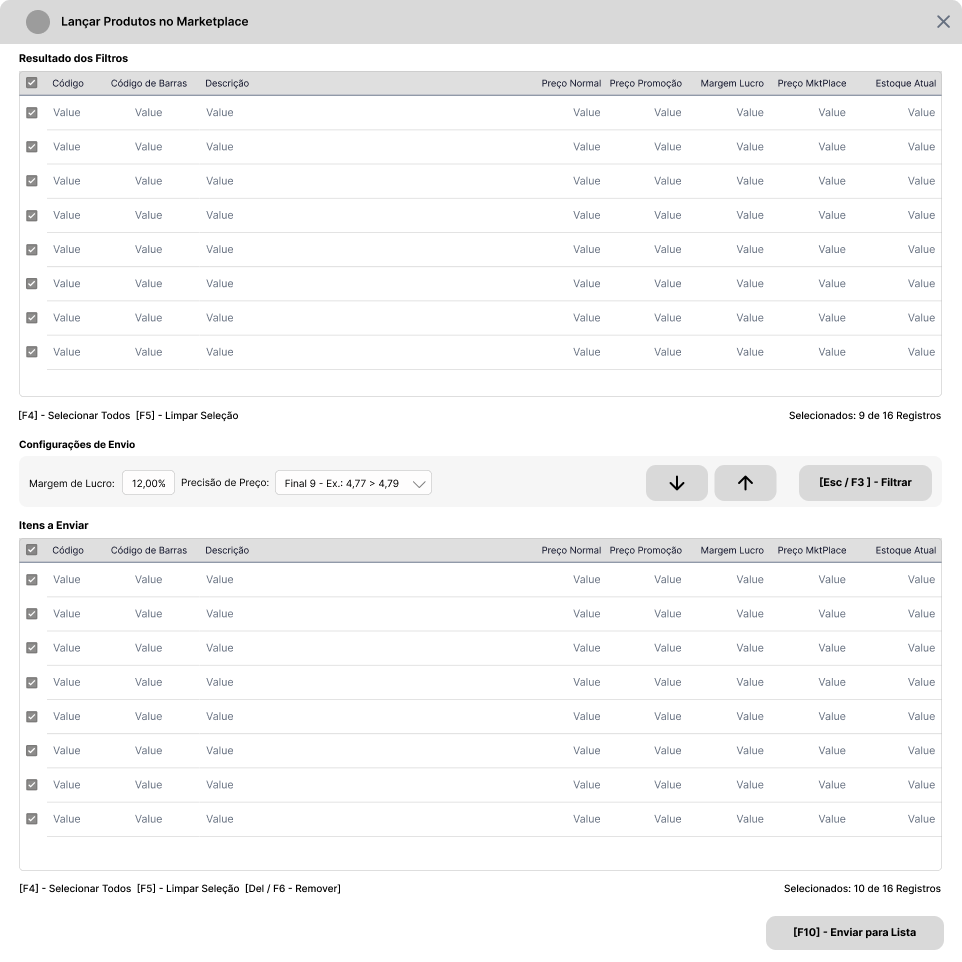 Lançar Produtos no Marketplace
Resultado dos Filtros
Código Código de Barras Descrição Preço Normal Preço Promoção Margem Lucro Preço MktPlace Estoque Atual
Value Value Value Value Value Value Value Value
Value Value Value Value Value Value Value Value
Value Value Value Value Value Value Value Value
Value Value Value Value Value Value Value Value
Value Value Value Value Value Value Value Value
Value Value Value Value Value Value Value Value
Value Value Value Value Value Value Value Value
Value Value Value Value Value Value Value Value
[F4] - Selecionar Todos [F5] - Limpar Seleção Selecionados: 9 de 16 Registros
Configurações de Envio
Margem de Lucro: 12,00% Precisão de Preço: Final 9 - Ex.: 4,77 > 4,79 [Esc / F3 ] - Filtrar
Itens a Enviar
Código Código de Barras Descrição Preço Normal Preço Promoção Margem Lucro Preço MktPlace Estoque Atual
Value Value Value Value Value Value Value Value
Value Value Value Value Value Value Value Value
Value Value Value Value Value Value Value Value
Value Value Value Value Value Value Value Value
Value Value Value Value Value Value Value Value
Value Value Value Value Value Value Value Value
Value Value Value Value Value Value Value Value
Value Value Value Value Value Value Value Value
[F4] - Selecionar Todos [F5] - Limpar Seleção [Del / F6 - Remover] Selecionados: 10 de 16 Registros
[F10] - Enviar para Lista